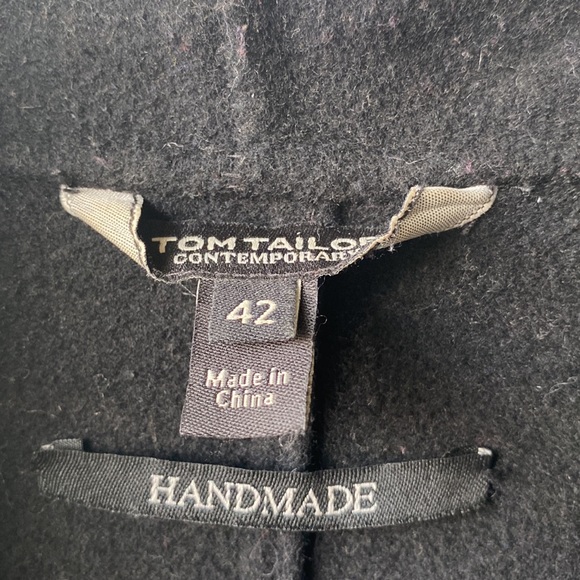 TOM TAILOR
CONTEMPORARY
42
Made in
China
HANDMADE